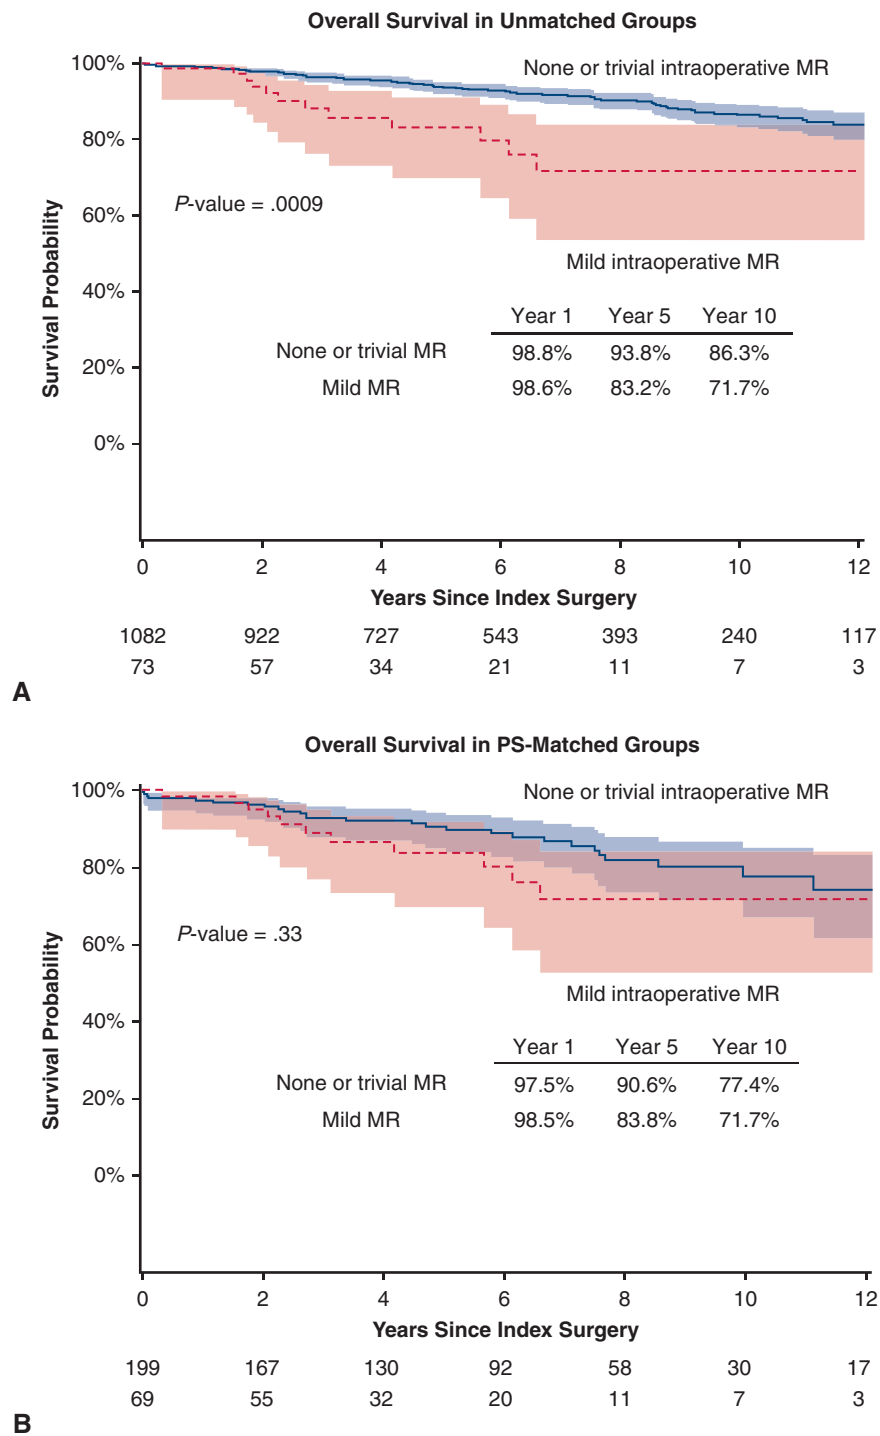 Overall Survival in Unmatched Groups
100%
80%
60%
40%
20%
0%
Survival Probability
None or trivial intraoperative MR
P-value = .0009
Mild intraoperative MR
Year 1 Year 5 Year 10
None or trivial MR 98.8% 93.8% 86.3%
Mild MR 98.6% 83.2% 71.7%
0 2 4 6 8 10 12
Years Since Index Surgery
1082 922 727 543 393 240 117
73 57 34 21 11 7 3
A
Overall Survival in PS-Matched Groups
100%
80%
60%
40%
20%
0%
Survival Probability
None or trivial intraoperative MR
P-value = .33
Mild intraoperative MR
Year 1 Year 5 Year 10
None or trivial MR 97.5% 90.6% 77.4%
Mild MR 98.5% 83.8% 71.7%
0 2 4 6 8 10 12
Years Since Index Surgery
199 167 130 92 58 30 17
69 55 32 20 11 7 3
B